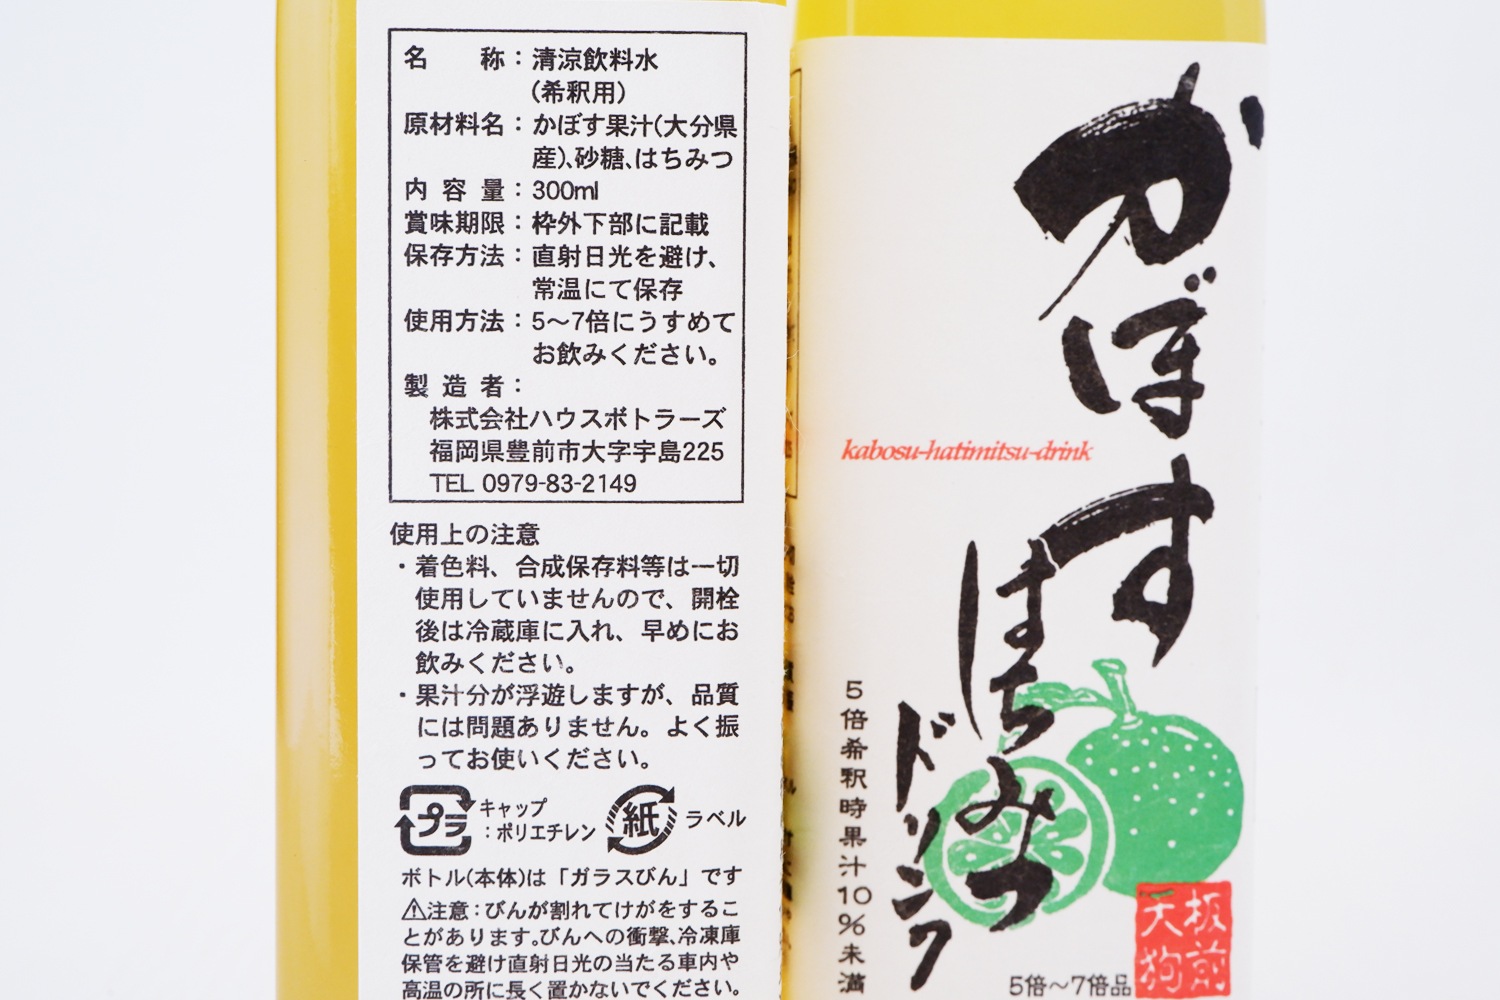 名称：清涼飲料水
(希釈用)
原材料名：かぼす果汁(大分県
産)、砂糖、はちみつ
内容量：300ml
賞味期限：枠外下部に記載
保存方法：直射日光を避け、
常温にて保存
使用方法：5〜7倍にうすめて
お飲みください。
製造者：
株式会社ハウスボトラーズ
福岡県豊前市大字宇島225
TEL 0979-83-2149
使用上の注意
・着色料、合成保存料等は一切
使用していませんので、開栓
後は冷蔵庫に入れ、早めにお
飲みください。
・果汁分が浮遊しますが、品質
には問題ありません。よく振
ってお使いください。
プラ
キャップ
：ポリエチレン
紙
ラベル
ボトル(本体)は「ガラスびん」です
⚠注意：びんが割れてけがをするこ
とがあります。びんへの衝撃、冷凍庫
保管を避け直射日光の当たる車内や
高温の所に長く置かないでください。
かぼす
kabosu-hatimitsu-drink
はちみつ
ドリンク
5倍希釈時果汁10％未満
板前
天狗
5倍〜7倍品